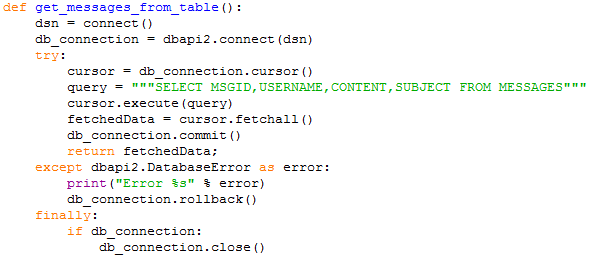 def get_messages_from_table():
    dsn = connect()
    db_connection = dbapi2.connect(dsn)
    try:
        cursor = db_connection.cursor()
        query = """SELECT MSGID,USERNAME,CONTENT,SUBJECT FROM MESSAGES"""
        cursor.execute(query)
        fetchedData = cursor.fetchall()
        db_connection.commit()
        return fetchedData;
    except dbapi2.DatabaseError as error:
        print("Error %s" % error)
        db_connection.rollback()
    finally:
        if db_connection:
            db_connection.close()